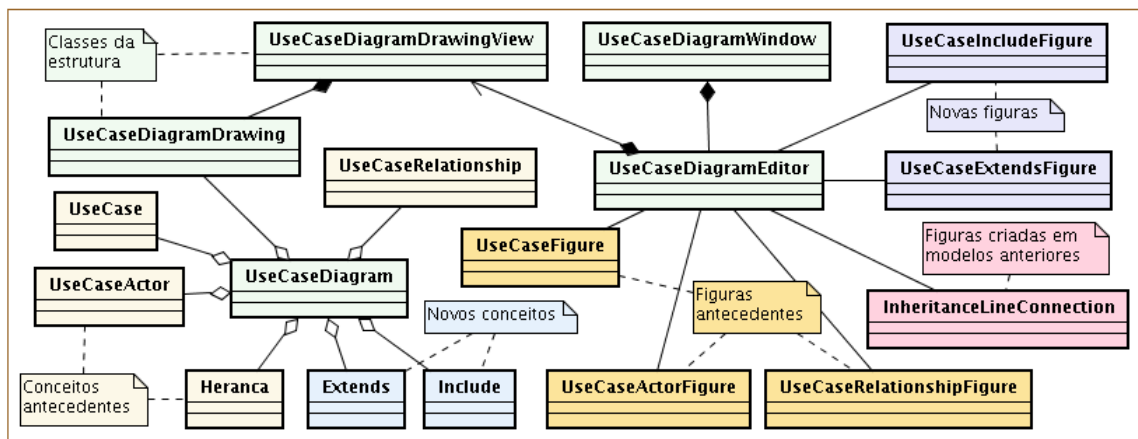 Classes da
estrutura
UseCaseDiagramDrawingView
UseCaseDiagramWindow
UseCaseIncludeFigure
Novas figuras
UseCaseDiagramDrawing
UseCaseRelationship
UseCaseDiagramEditor
UseCaseExtendsFigure
UseCase
UseCaseFigure
Figuras criadas em
modelos anteriores
UseCaseActor
UseCaseDiagram
Novos conceitos
Figuras
antecedentes
InheritanceLineConnection
Conceitos
antecedentes
Heranca
Extends
Include
UseCaseActorFigure
UseCaseRelationshipFigure